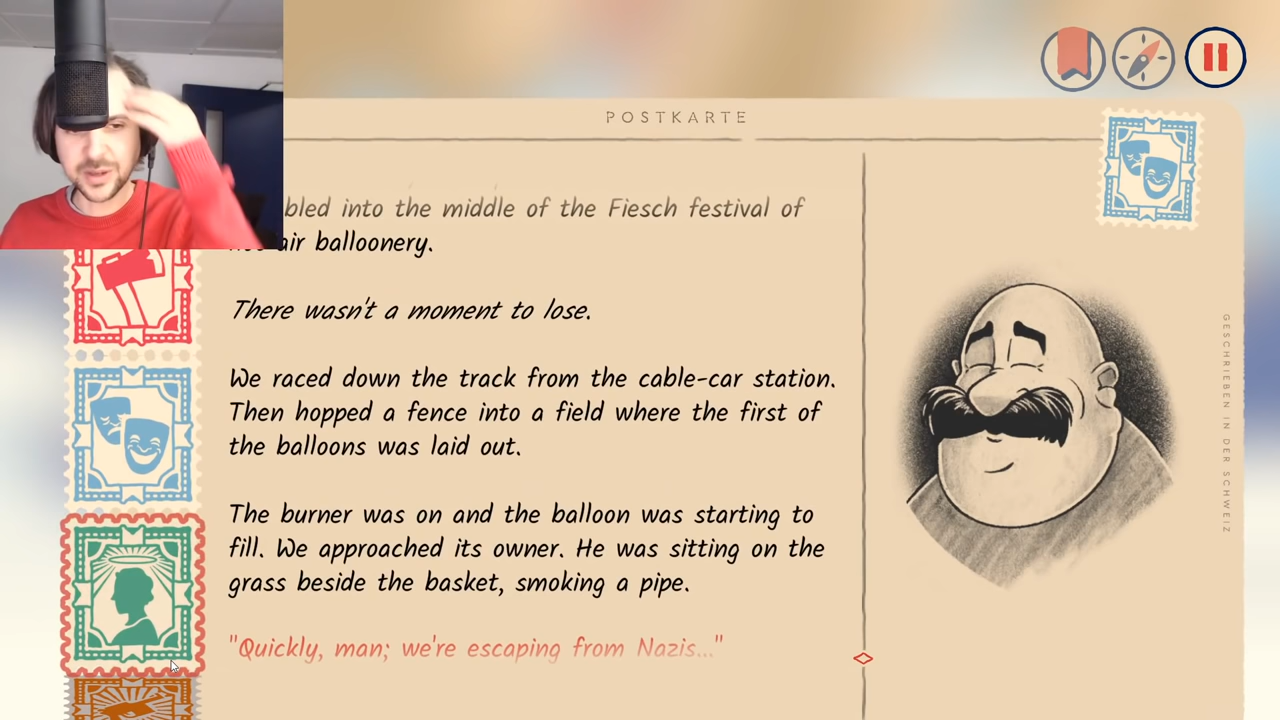 POSTKARTE
into the middle of the Fiesch festival of
air balloonery.
There wasn't a moment to lose.
We raced down the track from the cable-car station.
Then hopped a fence into a field where the first of
the balloons was laid out.
The burner was on and the balloon was starting to
fill. We approached its owner. He was sitting on the
grass beside the basket, smoking a pipe.
"Quickly, man; we're escaping from Nazis..."
GESCHRIEBEN IN DER SCHWEIZ